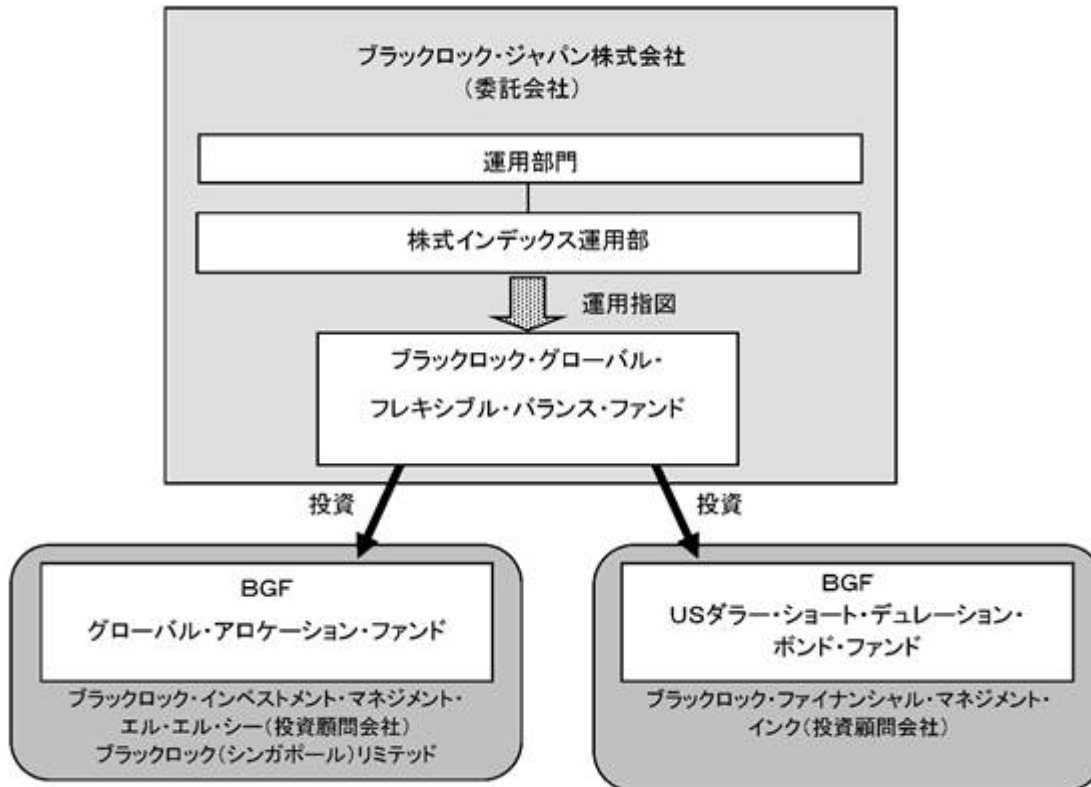 ブラックロック・ジャパン株式会社
（委託会社）
運用部門
株式インデックス運用部
運用指図
ブラックロック・グローバル・
フレキシブル・バランス・ファンド
投資
投資
BGF
グローバル・アロケーション・ファンド
ブラックロック・インベストメント・マネジメント・
エル・エル・シー（投資顧問会社）
ブラックロック（シンガポール）リミテッド
BGF
USダラー・ショート・デュレーション・
ボンド・ファンド
ブラックロック・ファイナンシャル・マネジメント・
インク（投資顧問会社）